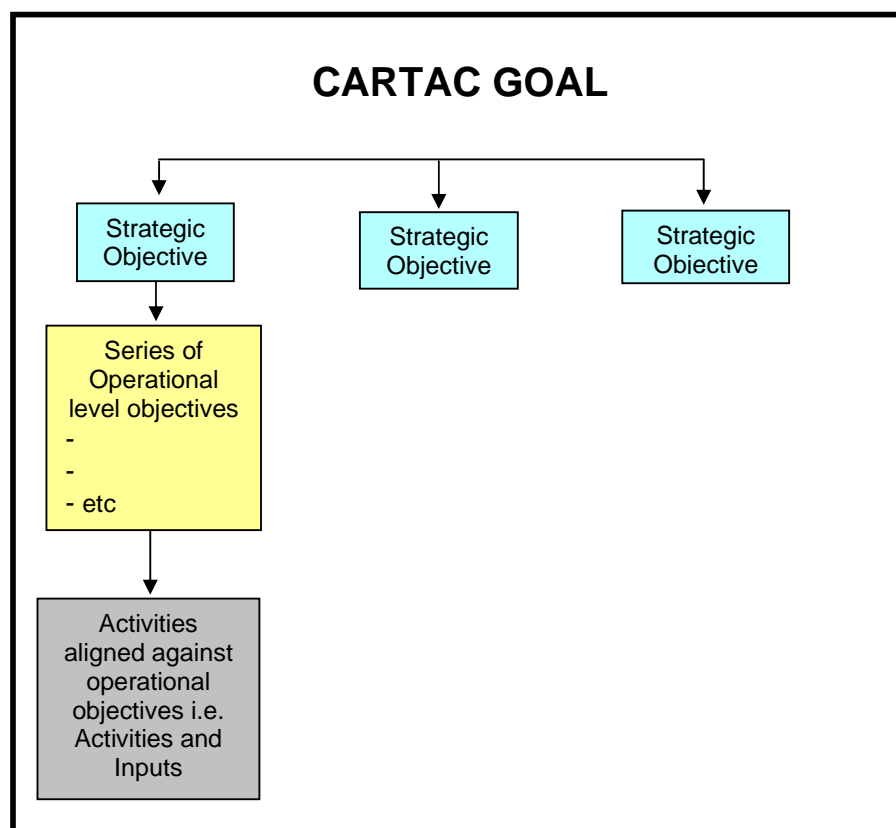 CARTAC GOAL
Strategic
Objective
Strategic
Objective
Strategic
Objective
Series of
Operational
level objectives
-
-
- etc
Activities
aligned against
operational
objectives i.e.
Activities and
Inputs